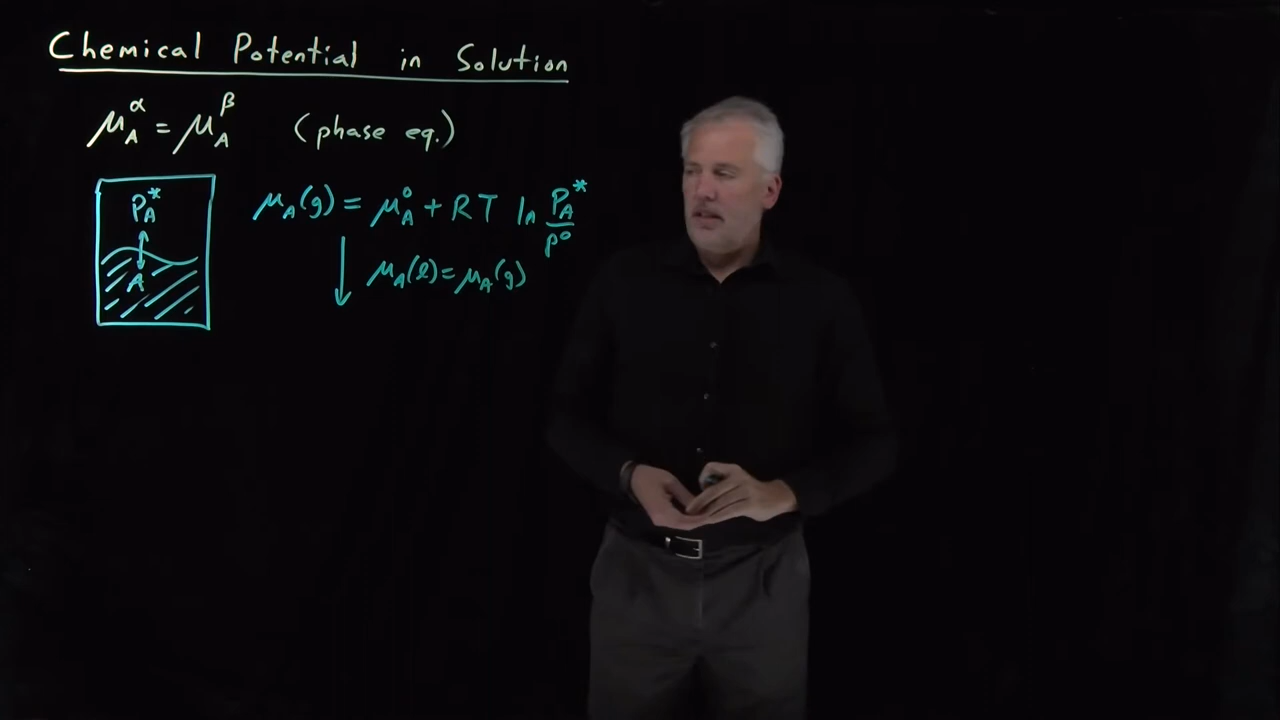 Chemical Potential in Solution
μ_A^α = μ_A^β (phase eq.)
P_A^*
A
μ_A(g) = μ_A^o + RT ln P_A^*/P^o
μ_A(l) = μ_A(g)